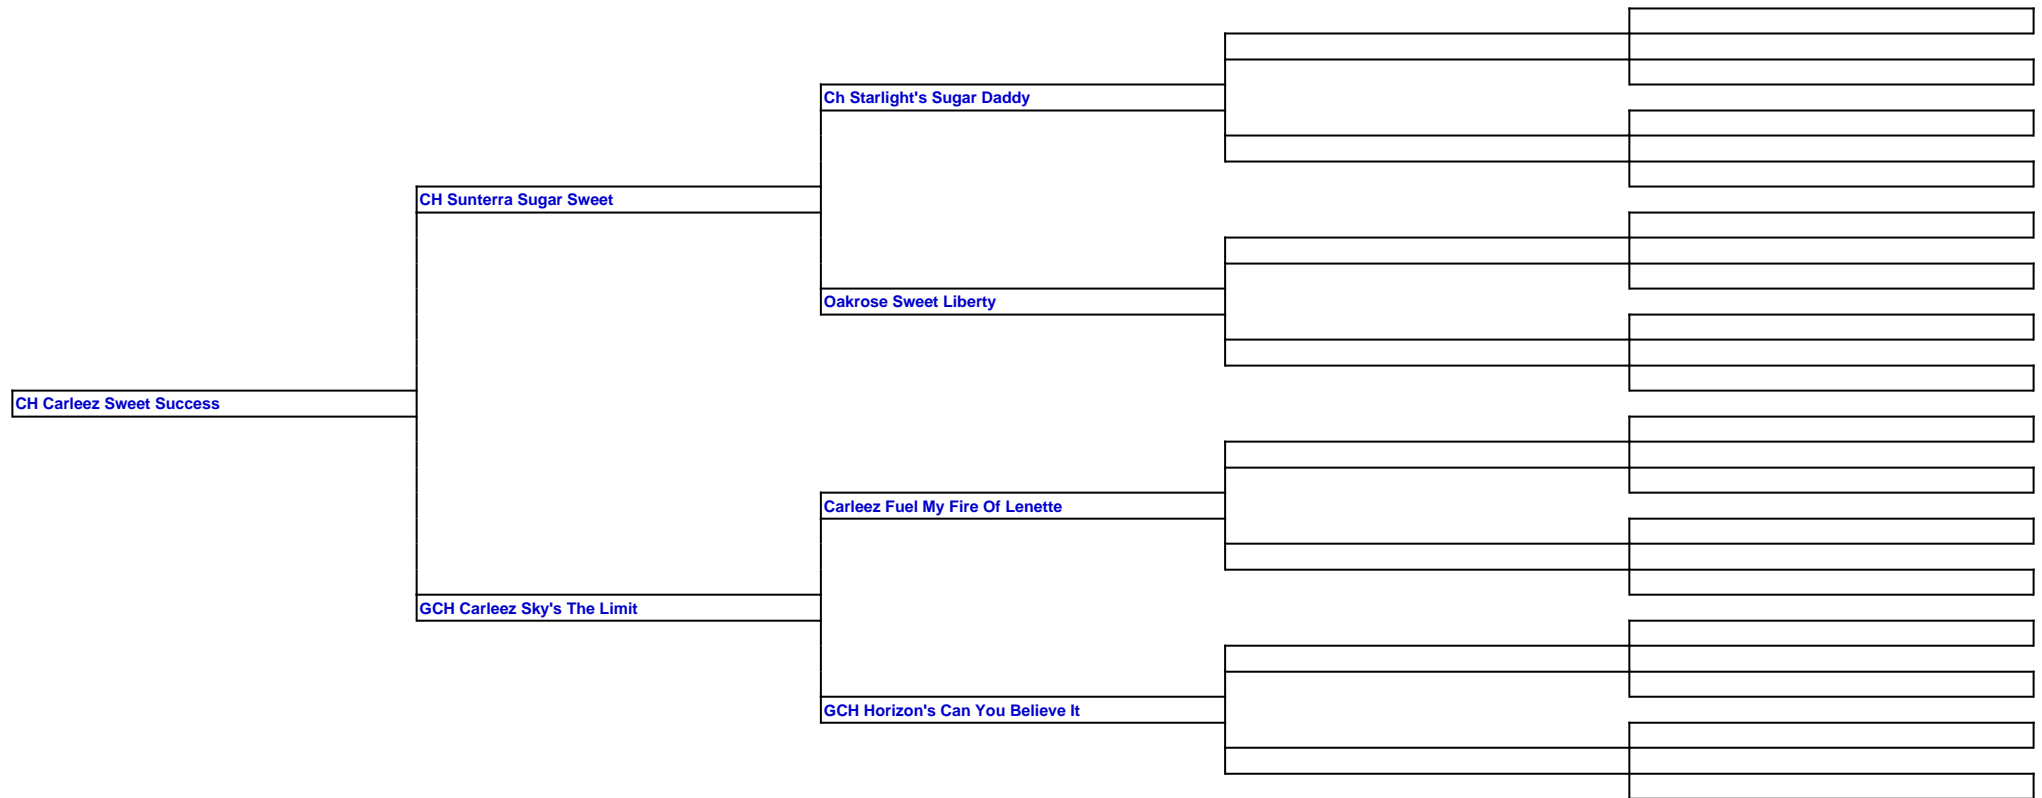 Ch Starlight's Sugar Daddy
CH Sunterra Sugar Sweet
Oakrose Sweet Liberty
CH Carleez Sweet Success
Carleez Fuel My Fire Of Lenette
GCH Carleez Sky's The Limit
GCH Horizon's Can You Believe It